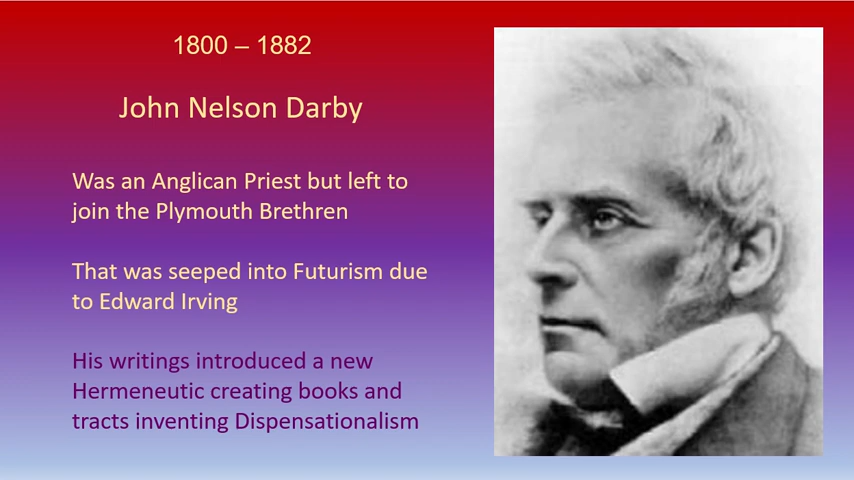 1800 – 1882
John Nelson Darby
Was an Anglican Priest but left to
join the Plymouth Brethren
That was seeped into Futurism due
to Edward Irving
His writings introduced a new
Hermeneutic creating books and
tracts inventing Dispensationalism